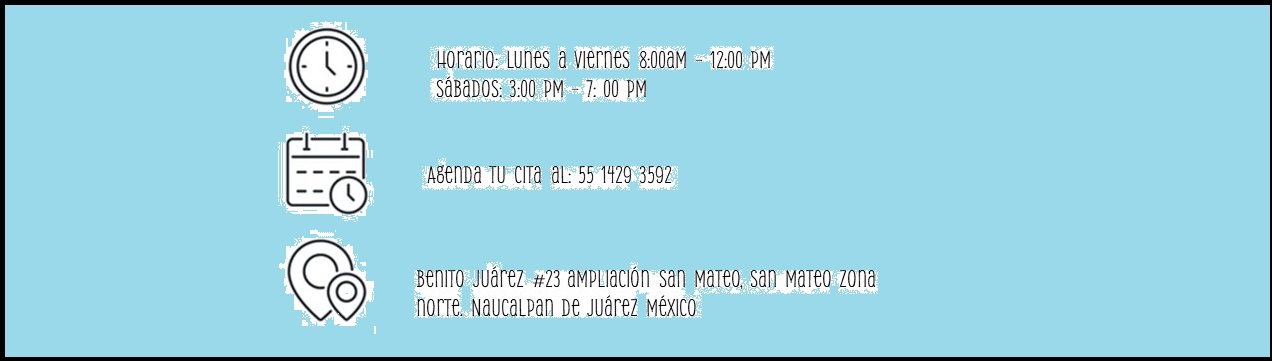 Horario: Lunes a Viernes 8:00am - 12:00 PM
Sábados: 3:00 PM - 7: 00 PM
Agenda tu cita al: 55 1429 3592
Benito Juárez #23 Ampliación San Mateo, San Mateo Zona
Norte. Naucalpan de Juárez México